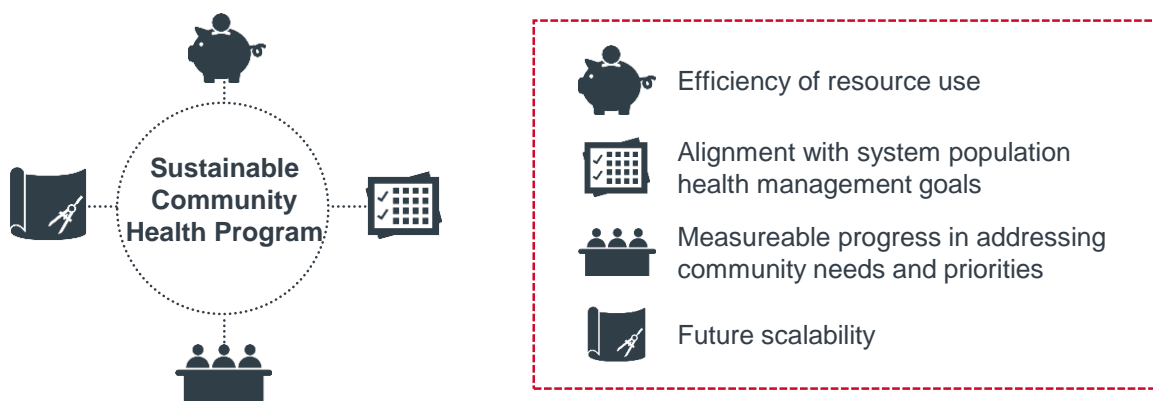 Sustainable
Community
Health Program
Efficiency of resource use
Alignment with system population
health management goals
Measureable progress in addressing
community needs and priorities
Future scalability